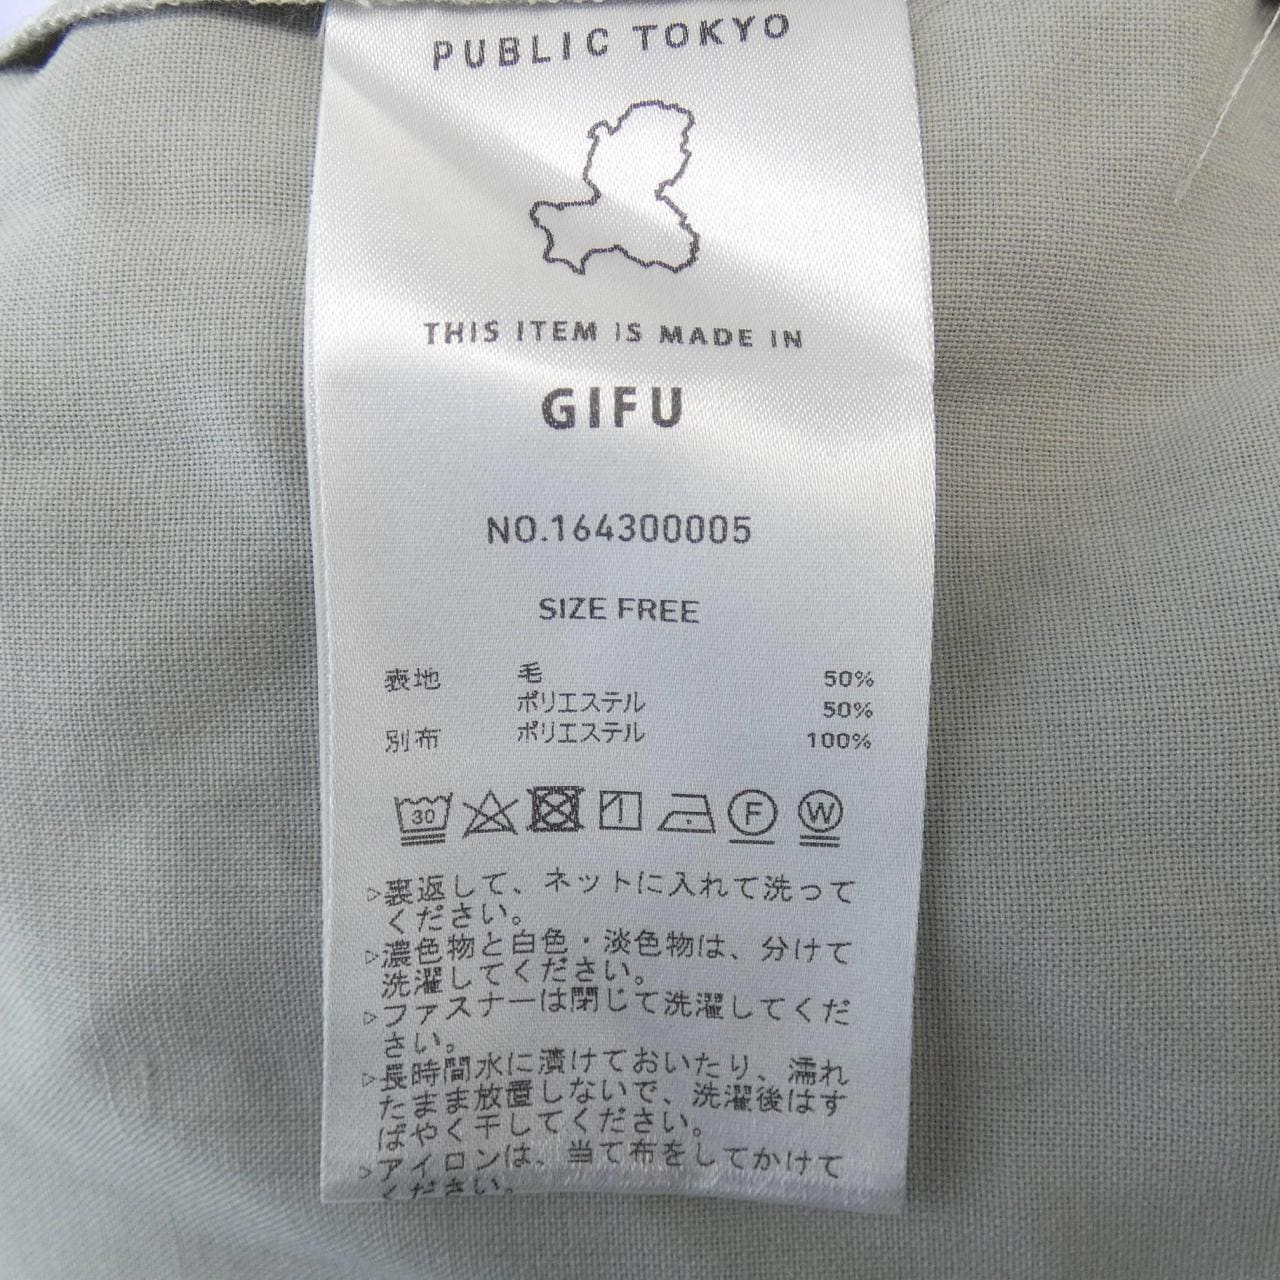 PUBLIC TOKYO
THIS ITEM IS MADE IN
GIFU
NO.164300005
SIZE FREE
表地 毛 50%
ポリエステル 50%
別布 ポリエステル 100%
30 F W
▷裏返して、ネットに入れて洗って
ください。
▷濃色物と白色・淡色物は、分けて
洗濯してください。
▷ファスナーは閉じて洗濯してくだ
さい。
▷長時間水に漬けておいたり、濡れ
たまま放置しないで、洗濯後はす
ばやく干してください。
▷アイロンは、当て布をしてかけて
ください。